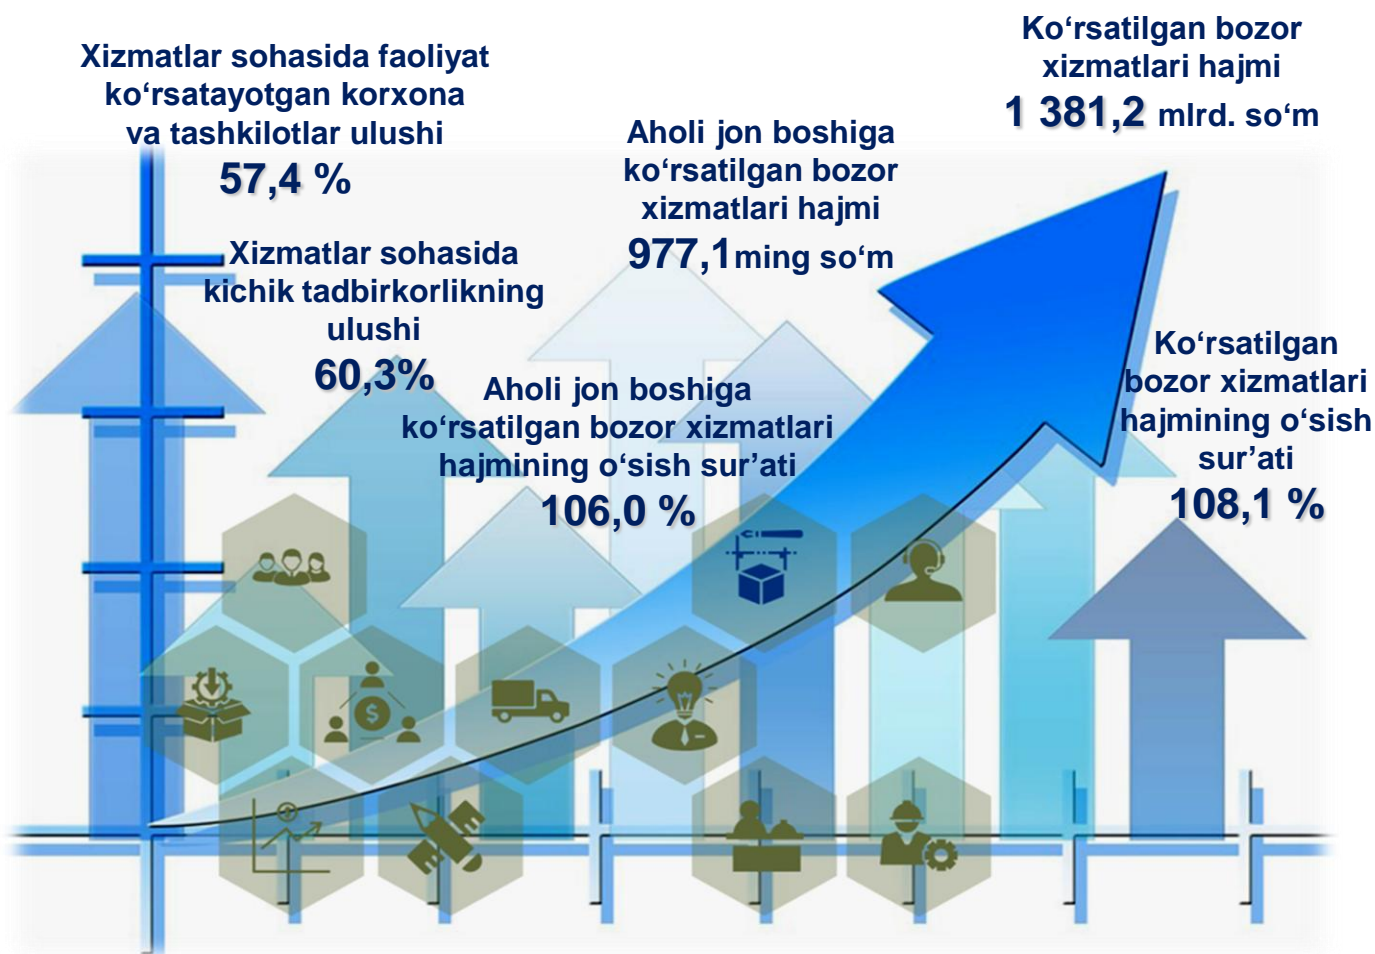 Xizmatlar sohasida faoliyat
ko‘rsatayotgan korxona
va tashkilotlar ulushi
57,4 %
Xizmatlar sohasida
kichik tadbirkorlikning
ulushi
60,3%
Aholi jon boshiga
ko‘rsatilgan bozor
xizmatlari hajmi
977,1 ming so‘m
Aholi jon boshiga
ko‘rsatilgan bozor xizmatlari
hajmining o‘sish sur’ati
106,0 %
Ko‘rsatilgan bozor
xizmatlari hajmi
1 381,2 mlrd. so‘m
Ko‘rsatilgan
bozor xizmatlari
hajmining o‘sish
sur’ati
108,1 %